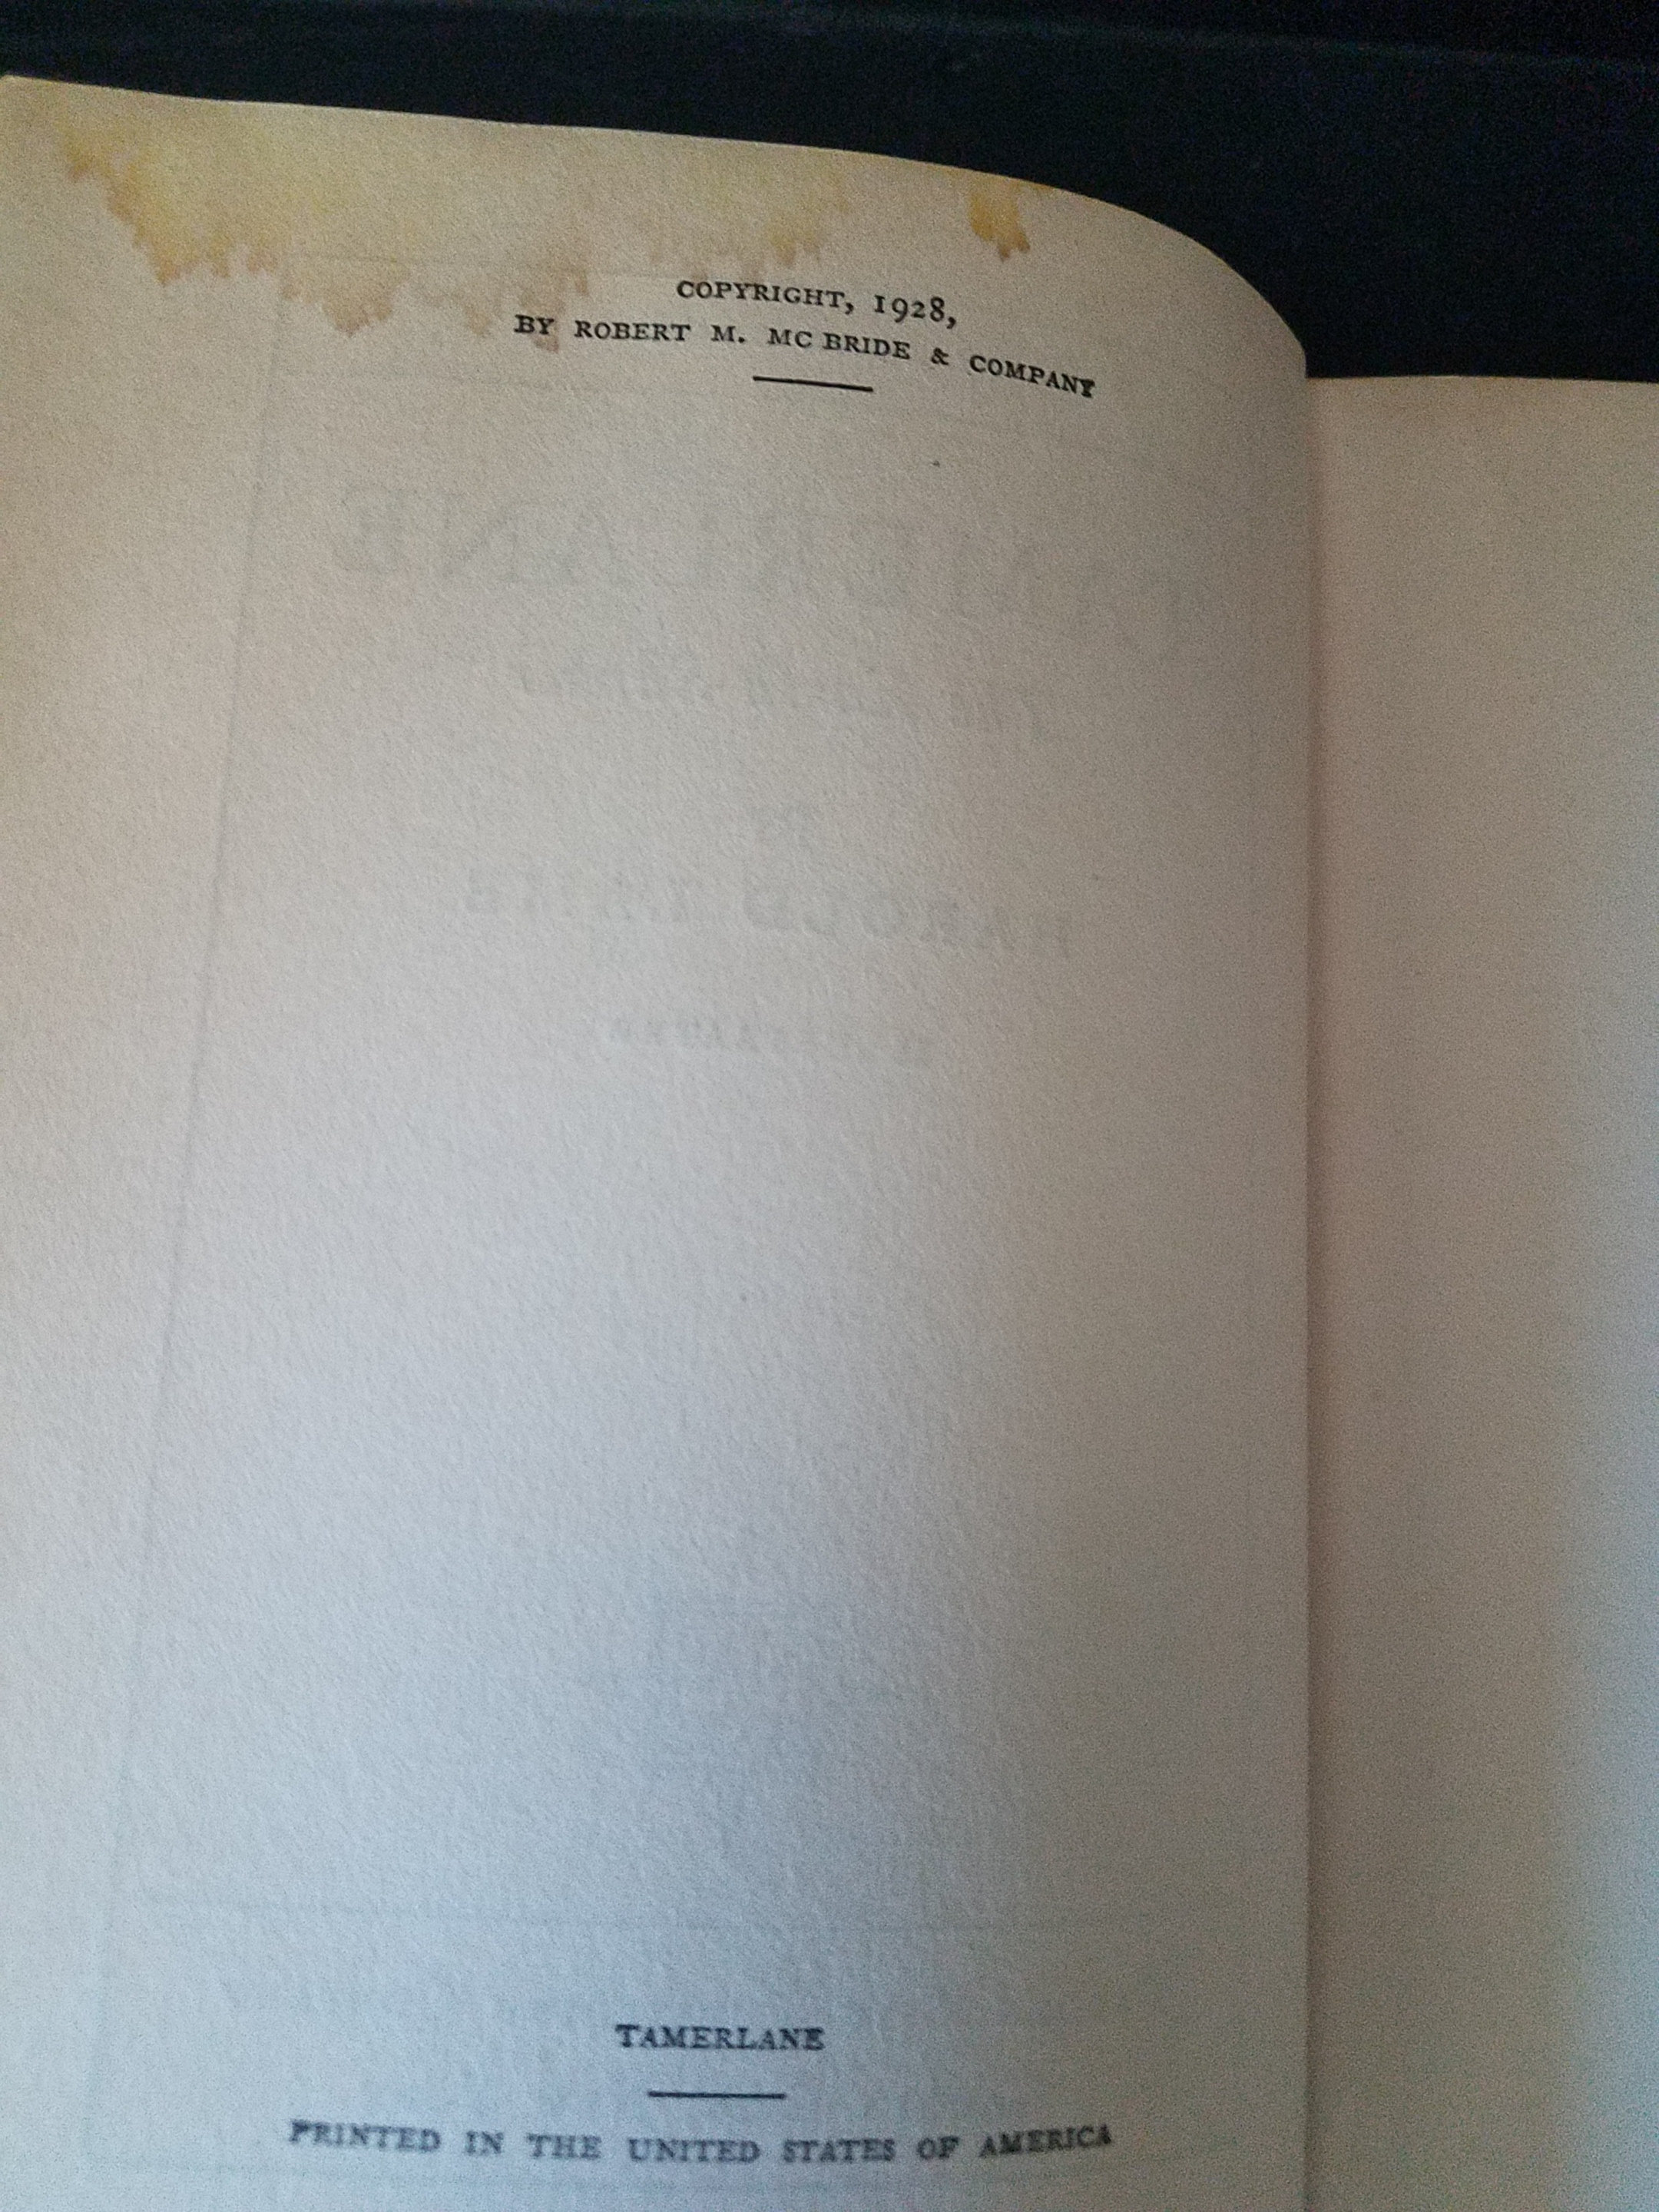 COPYRIGHT, 1928,
BY ROBERT M. MC BRIDE & COMPANY
TAMERLANE
PRINTED IN THE UNITED STATES OF AMERICA